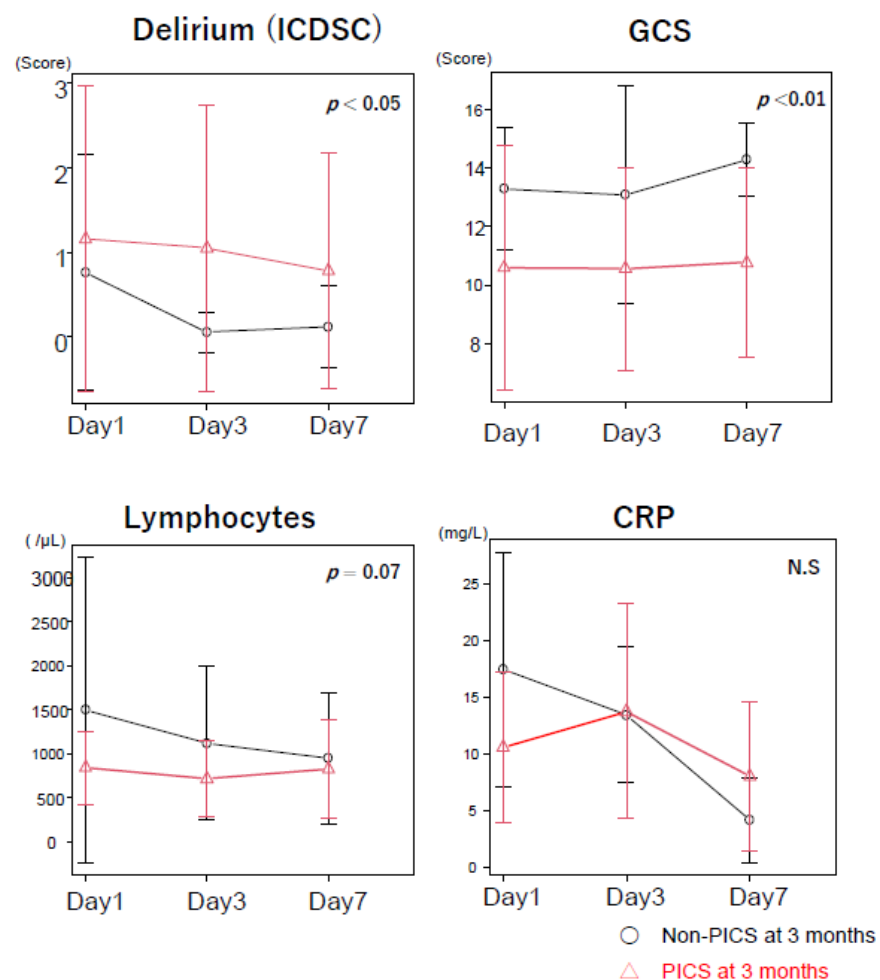 Delirium (ICDSC)
(Score)
3
2
1
0
p < 0.05
Day1 Day3 Day7
GCS
(Score)
16
14
12
10
8
p <0.01
Day1 Day3 Day7
Lymphocytes
( /μL)
3000
2500
2000
1500
1000
500
0
p = 0.07
Day1 Day3 Day7
CRP
(mg/L)
25
20
15
10
5
0
N.S
Day1 Day3 Day7
Non-PICS at 3 months
PICS at 3 months